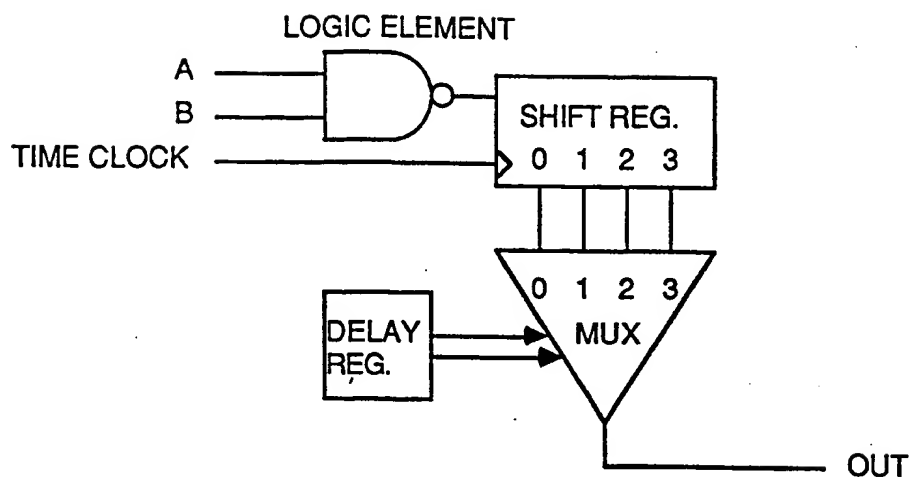 LOGIC ELEMENT
A
B
TIME CLOCK
SHIFT REG.
0 1 2 3
0 1 2 3
MUX
DELAY
REG.
OUT